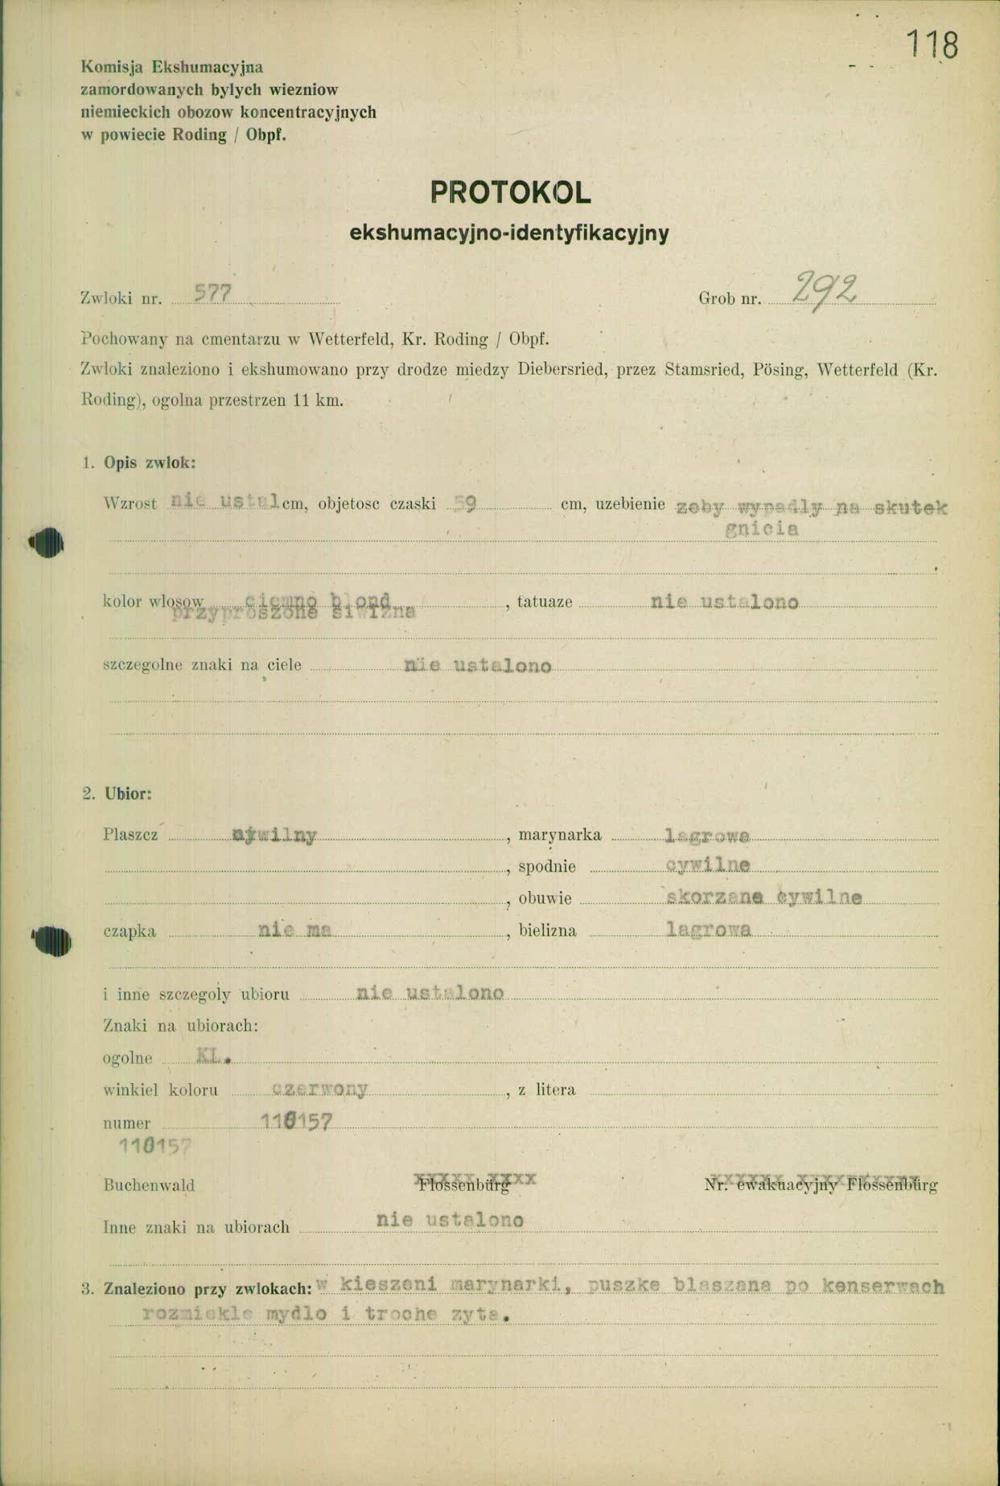 118
Komisja Ekshumacyjna
zamordowanych bylych wiezniow
niemieckich obozow koncentracyjnych
w powiecie Roding / Obpf.
PROTOKOL
ekshumacyjno-identyfikacyjny
Zwloki nr. 577 Grob nr. 292
Pochowany na cmentarzu w Wetterfeld, Kr. Roding / Obpf.
Zwloki znaleziono i ekshumowano przy drodze miedzy Diebersried, przez Stamsried, Pösing, Wetterfeld (Kr.
Roding), ogolna przestrzen 11 km.
1. Opis zwlok:
Wzrost nie ustal cm, objetosc czaski 59 cm, uzebienie zeby wypadly na skutek
gnicia
kolor wlosow ciemno blond, tatuaze nie ustalono
przyproszone siwizna
szczegolne znaki na ciele nie ustalono
2. Ubior:
Plaszcz cywilny, marynarka lagrowa
, spodnie cywilne
, obuwie skorzane cywilne
czapka nie ma, bielizna lagrowa
i inne szczegoly ubioru nie ustalono
Znaki na ubiorach:
ogolne KL.
winkiel koloru czerwony, z litera
numer 110157
110157
Buchenwald Flossenbürg Nr. ewakuacyjny Flossenbürg
Inne znaki na ubiorach nie ustalono
3. Znaleziono przy zwlokach: w kieszeni marynarki, puszke blaszana po konserwach
rozmiekle mydlo i troche zyta.